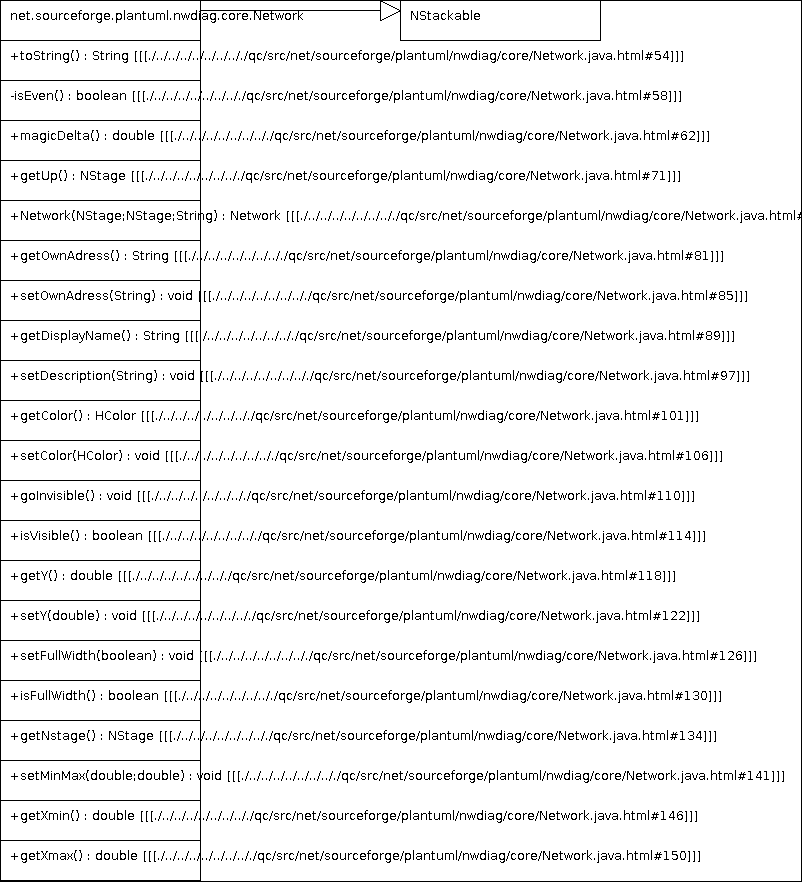 net.sourceforge.plantuml.nwdiag.core.Network
NStackable
+toString() : String [[[./../../../../../../../qc/src/net/sourceforge/plantuml/nwdiag/core/Network.java.html#54]]]
-isEven() : boolean [[[./../../../../../../../qc/src/net/sourceforge/plantuml/nwdiag/core/Network.java.html#58]]]
+magicDelta() : double [[[./../../../../../../../qc/src/net/sourceforge/plantuml/nwdiag/core/Network.java.html#62]]]
+getUp() : NStage [[[./../../../../../../../qc/src/net/sourceforge/plantuml/nwdiag/core/Network.java.html#71]]]
+Network(NStage;NStage;String) : Network [[[./../../../../../../../qc/src/net/sourceforge/plantuml/nwdiag/core/Network.java.html#
+getOwnAdress() : String [[[./../../../../../../../qc/src/net/sourceforge/plantuml/nwdiag/core/Network.java.html#81]]]
+setOwnAdress(String) : void [[[./../../../../../../../qc/src/net/sourceforge/plantuml/nwdiag/core/Network.java.html#85]]]
+getDisplayName() : String [[[./../../../../../../../qc/src/net/sourceforge/plantuml/nwdiag/core/Network.java.html#89]]]
+setDescription(String) : void [[[./../../../../../../../qc/src/net/sourceforge/plantuml/nwdiag/core/Network.java.html#97]]]
+getColor() : HColor [[[./../../../../../../../qc/src/net/sourceforge/plantuml/nwdiag/core/Network.java.html#101]]]
+setColor(HColor) : void [[[./../../../../../../../qc/src/net/sourceforge/plantuml/nwdiag/core/Network.java.html#106]]]
+goInvisible() : void [[[./../../../../../../../qc/src/net/sourceforge/plantuml/nwdiag/core/Network.java.html#110]]]
+isVisible() : boolean [[[./../../../../../../../qc/src/net/sourceforge/plantuml/nwdiag/core/Network.java.html#114]]]
+getY() : double [[[./../../../../../../../qc/src/net/sourceforge/plantuml/nwdiag/core/Network.java.html#118]]]
+setY(double) : void [[[./../../../../../../../qc/src/net/sourceforge/plantuml/nwdiag/core/Network.java.html#122]]]
+setFullWidth(boolean) : void [[[./../../../../../../../qc/src/net/sourceforge/plantuml/nwdiag/core/Network.java.html#126]]]
+isFullWidth() : boolean [[[./../../../../../../../qc/src/net/sourceforge/plantuml/nwdiag/core/Network.java.html#130]]]
+getNstage() : NStage [[[./../../../../../../../qc/src/net/sourceforge/plantuml/nwdiag/core/Network.java.html#134]]]
+setMinMax(double;double) : void [[[./../../../../../../../qc/src/net/sourceforge/plantuml/nwdiag/core/Network.java.html#141]]]
+getXmin() : double [[[./../../../../../../../qc/src/net/sourceforge/plantuml/nwdiag/core/Network.java.html#146]]]
+getXmax() : double [[[./../../../../../../../qc/src/net/sourceforge/plantuml/nwdiag/core/Network.java.html#150]]]